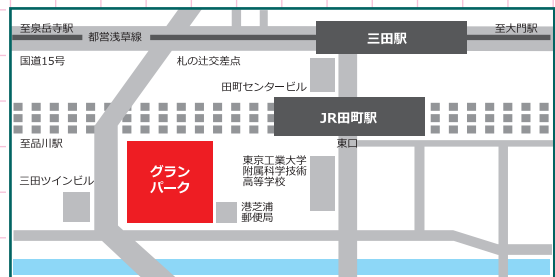 至泉岳寺駅
都営浅草線
三田駅
至大門駅
国道15号
札の辻交差点
田町センタービル
JR田町駅
至品川駅
東口
グラン
パーク
東京工業大学
附属科学技術
高等学校
三田ツインビル
港芝浦
郵便局